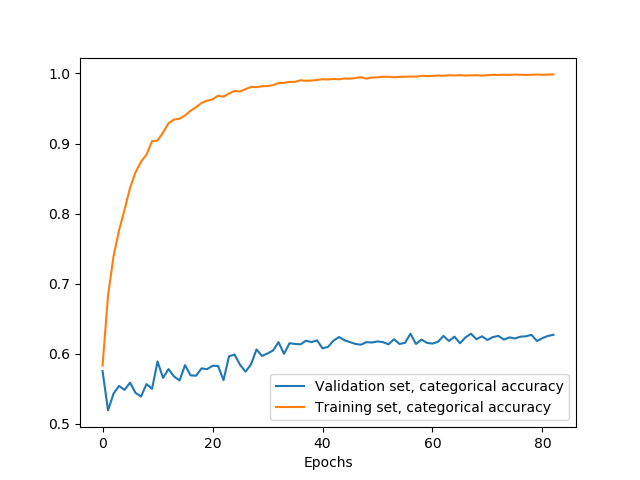 1.0
0.9
0.8
0.7
0.6
0.5
0 20 40 60 80
Epochs
Validation set, categorical accuracy
Training set, categorical accuracy